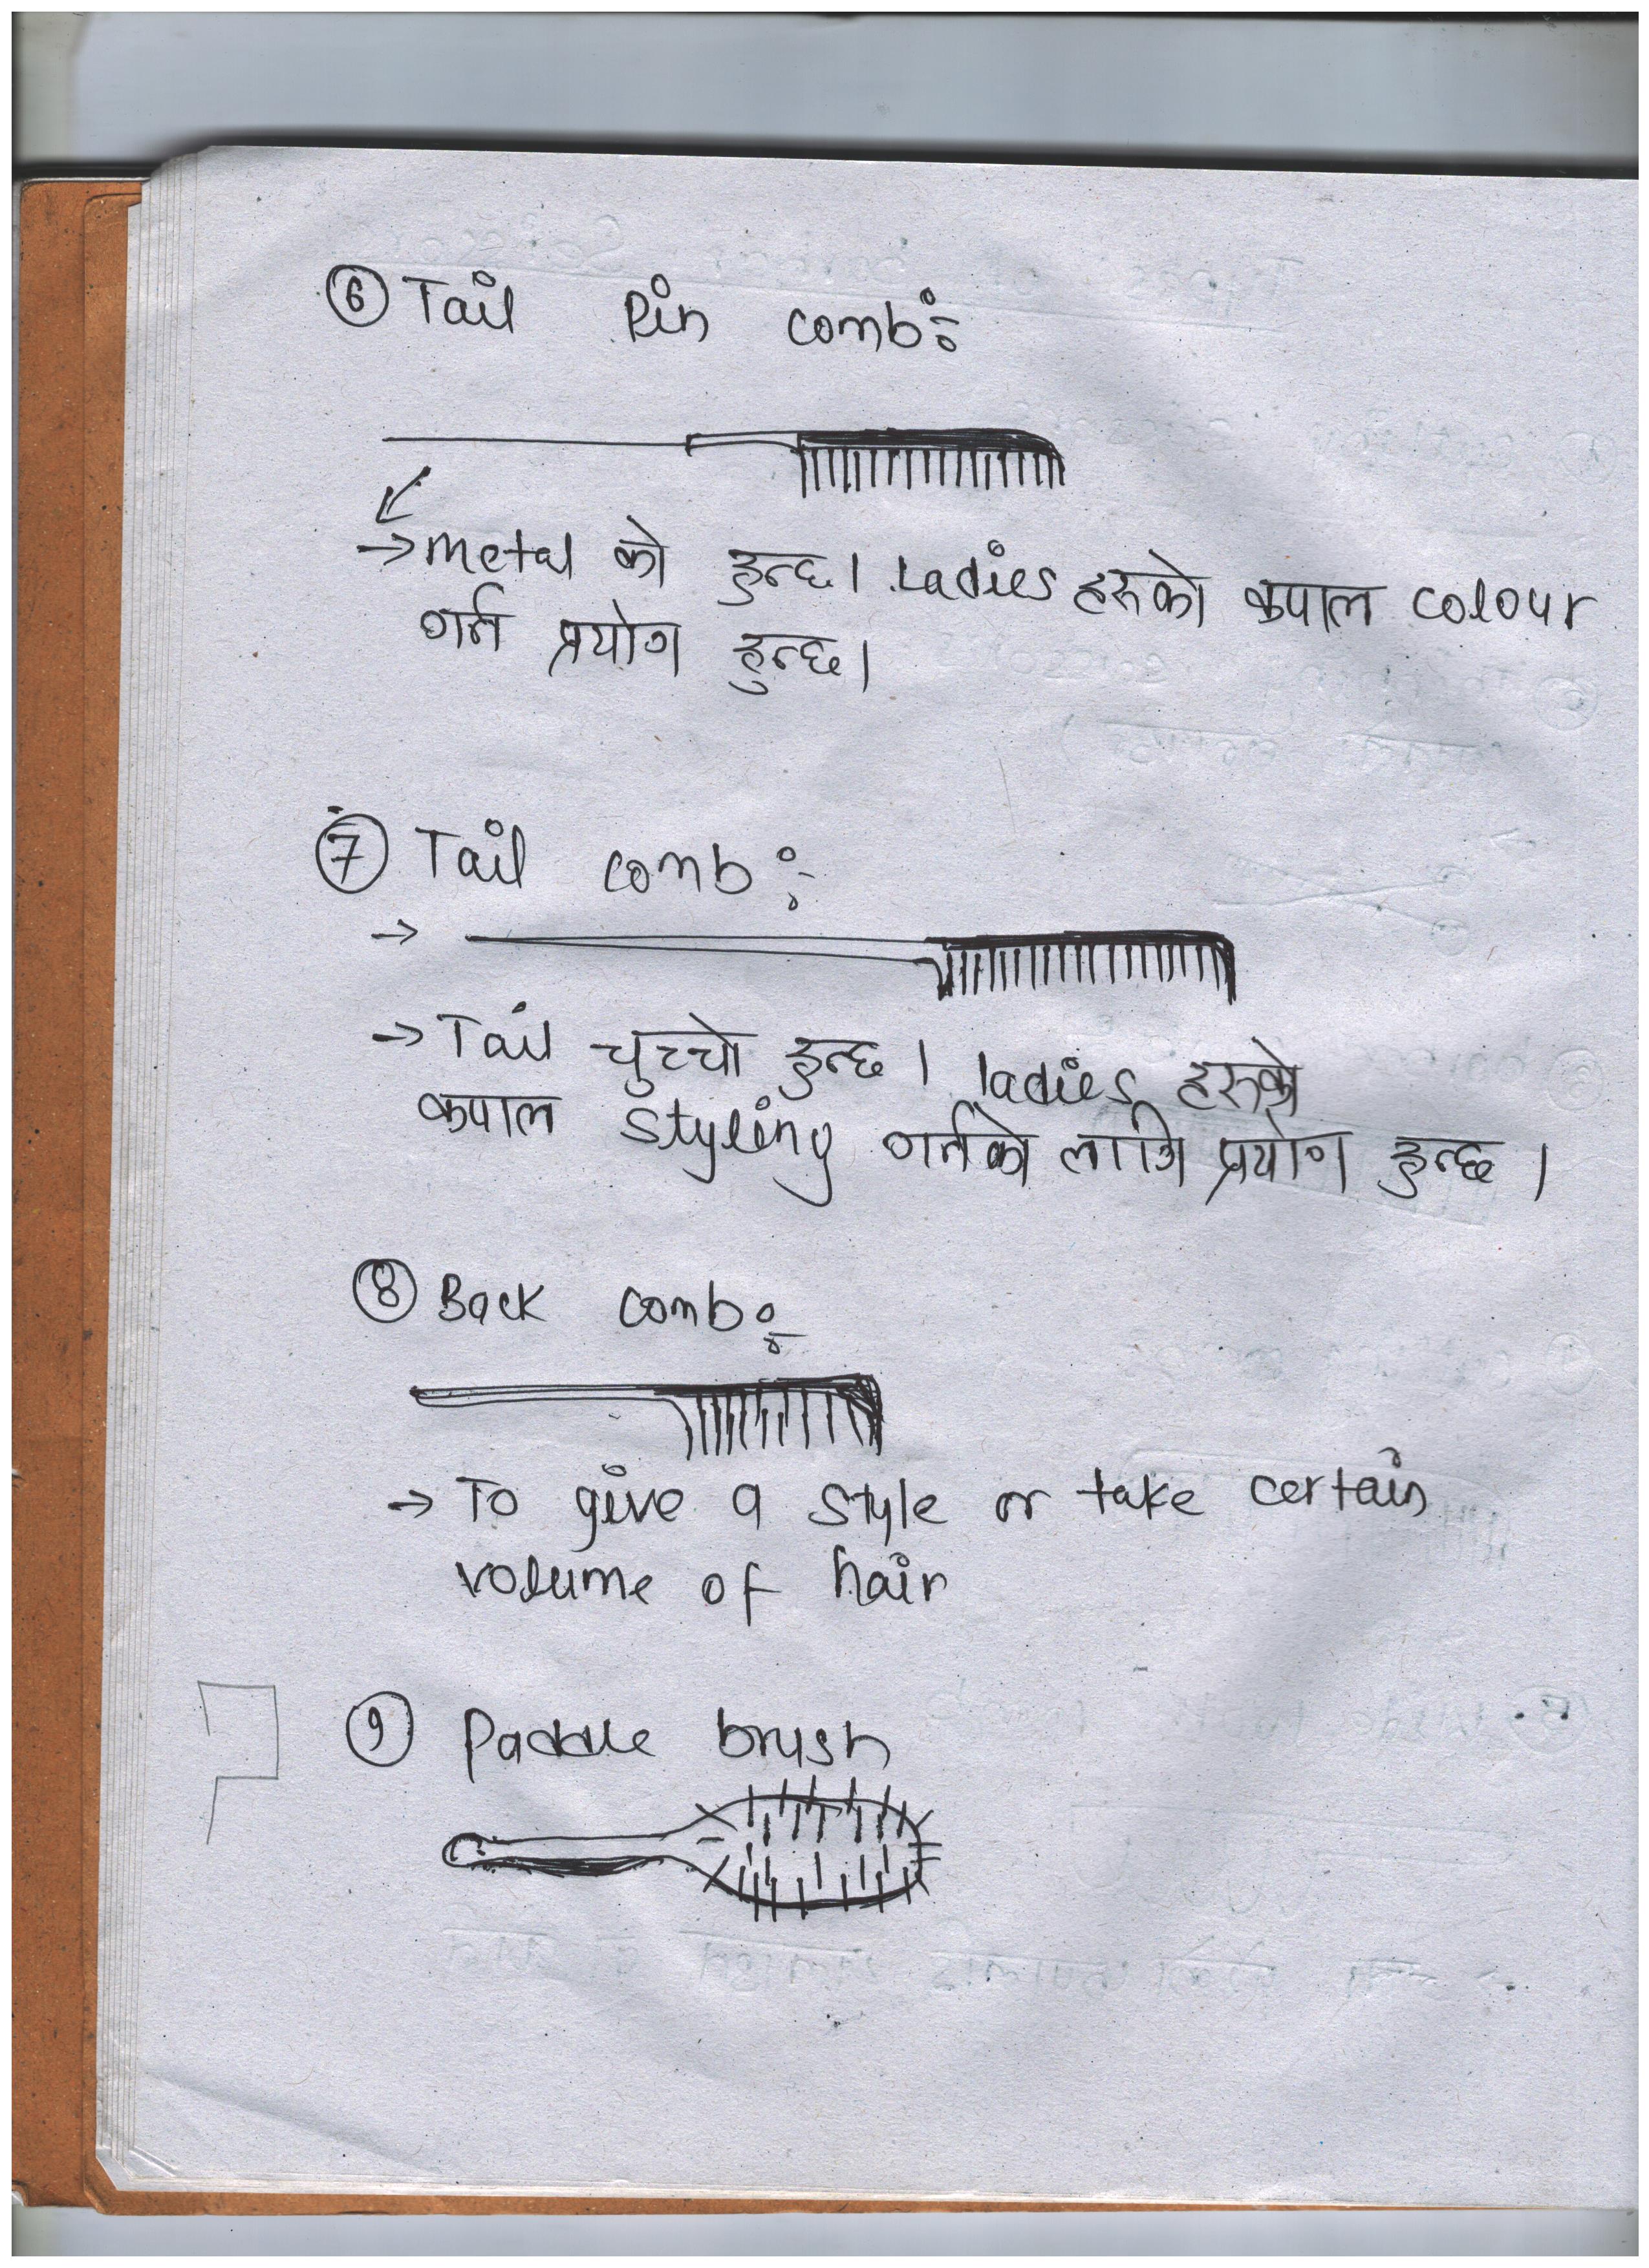 ⑥ Tail Pin comb:-
→ metal को हुन्छ। Ladies हरुको कपाल colour
गर्न प्रयोग हुन्छ।
⑦ Tail comb:-
→
→ Tail चुच्चो हुन्छ। ladies हरुको
कपाल styling गर्नको लागि प्रयोग हुन्छ।
⑧ Back comb:-
→ To give a style or take certain
volume of hair
⑨ Paddle brush